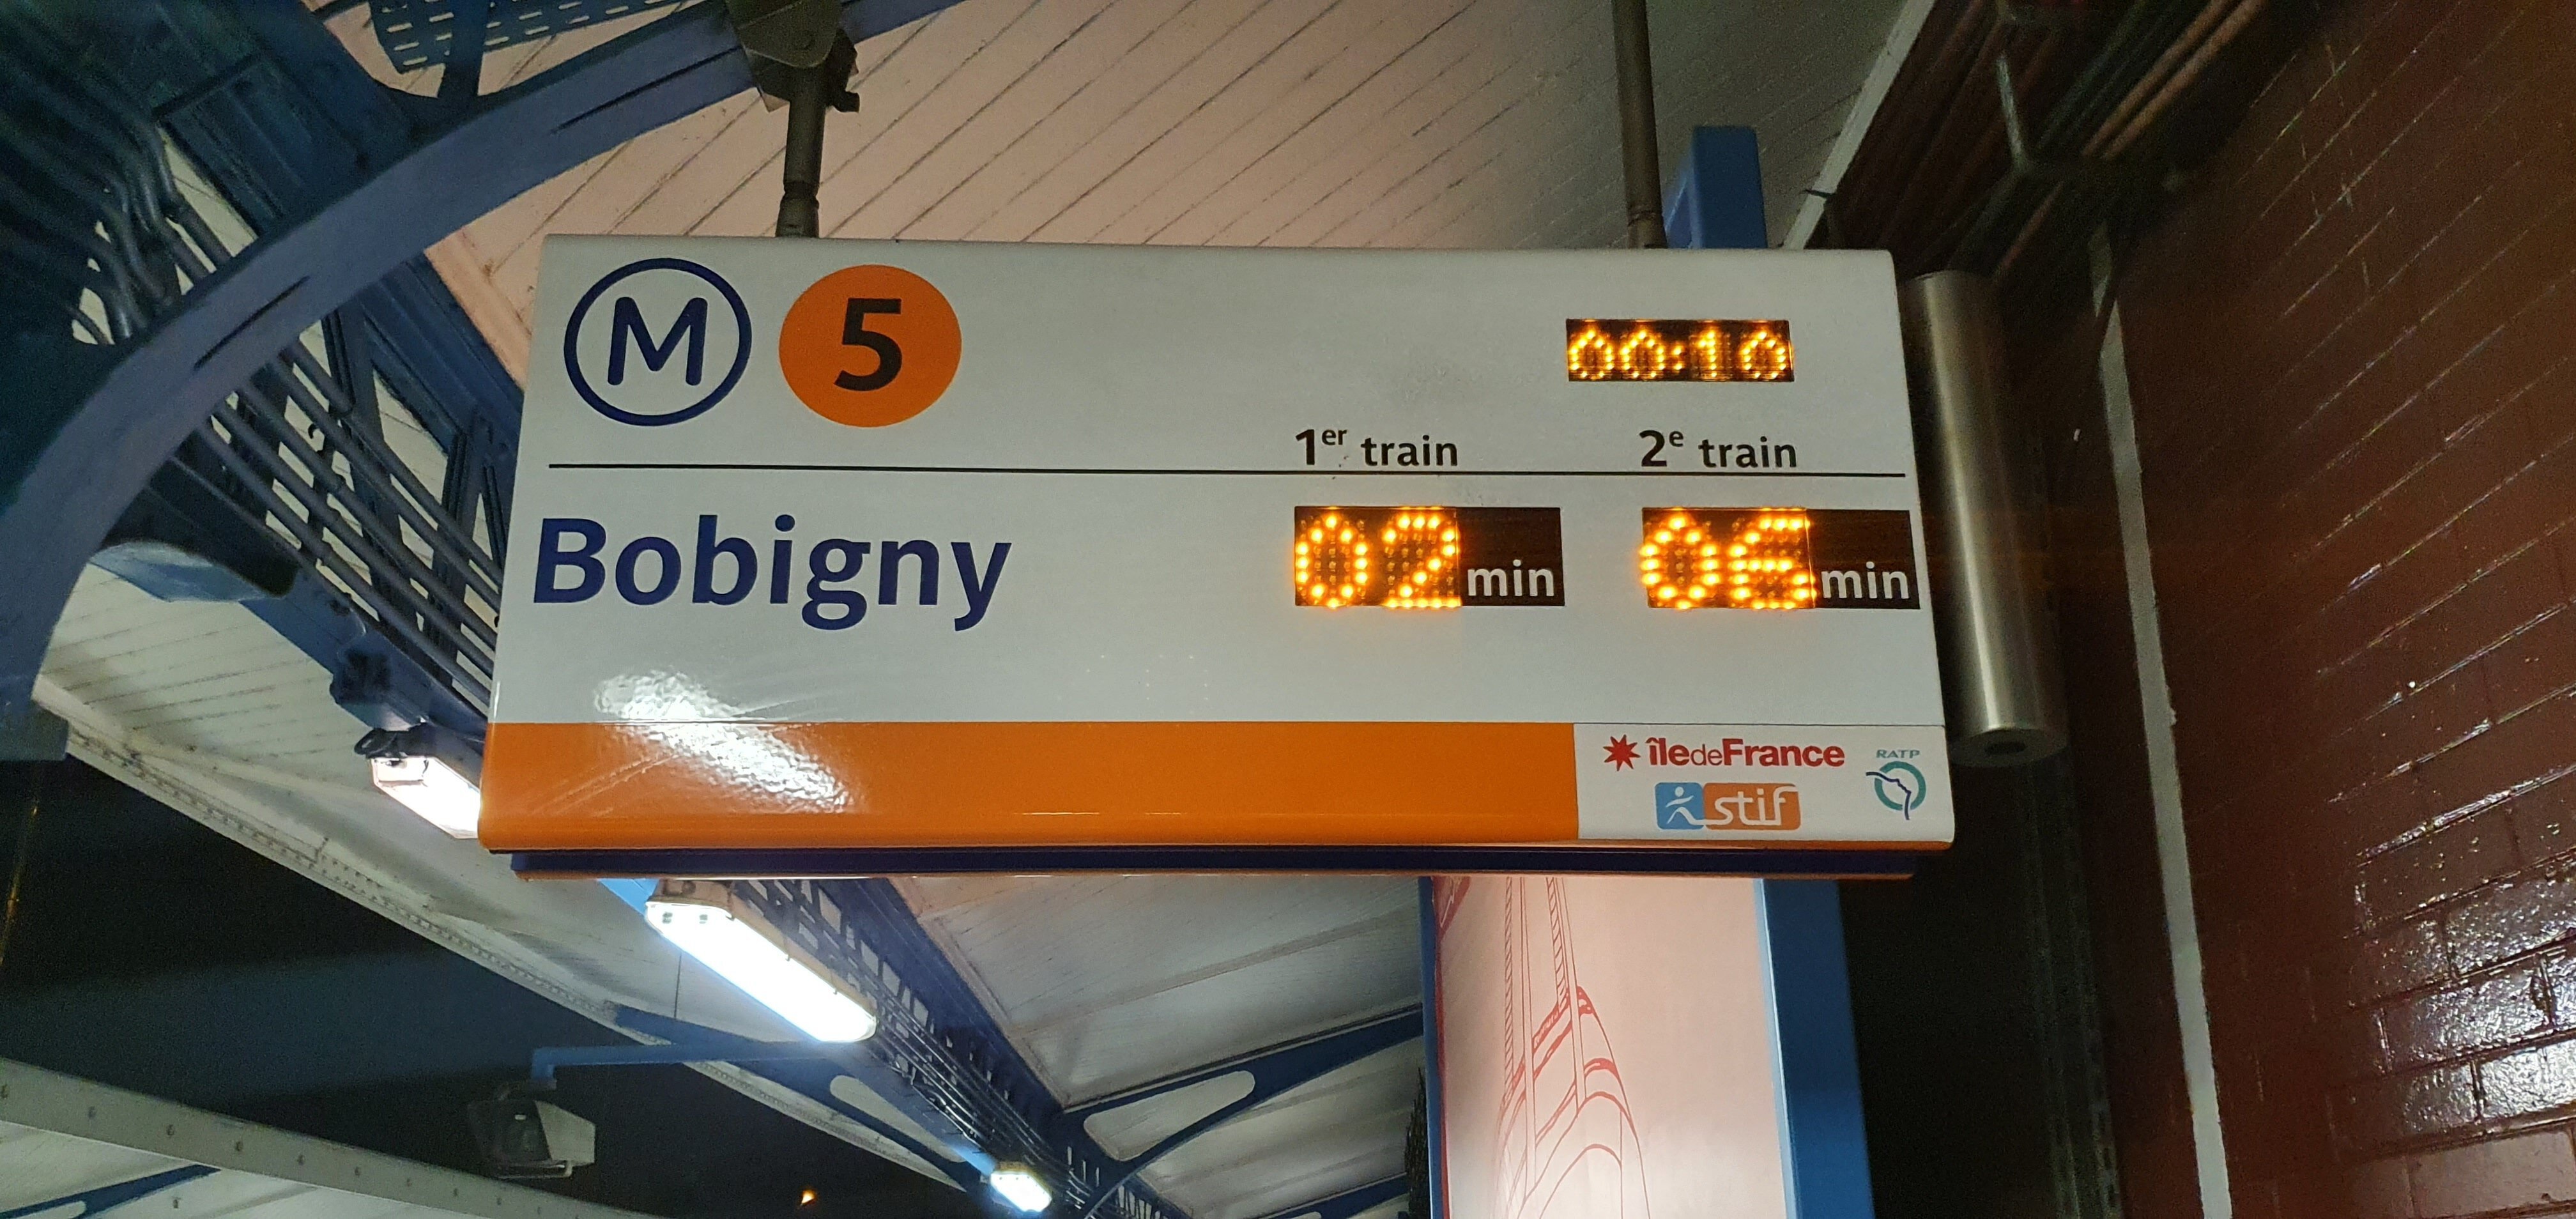 M 5
00:10
1er train 2e train
Bobigny 02 min 06 min
îledeFrance
RATP
stif